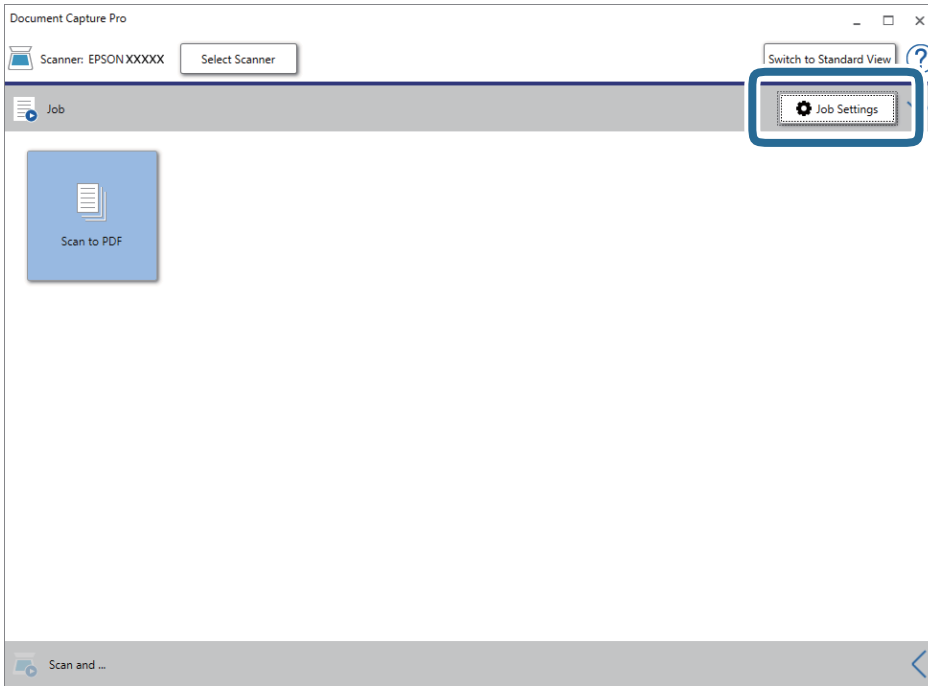 Document Capture Pro
Scanner: EPSON XXXXX Select Scanner Switch to Standard View ?
Job Job Settings
Scan to PDF
Scan and ...